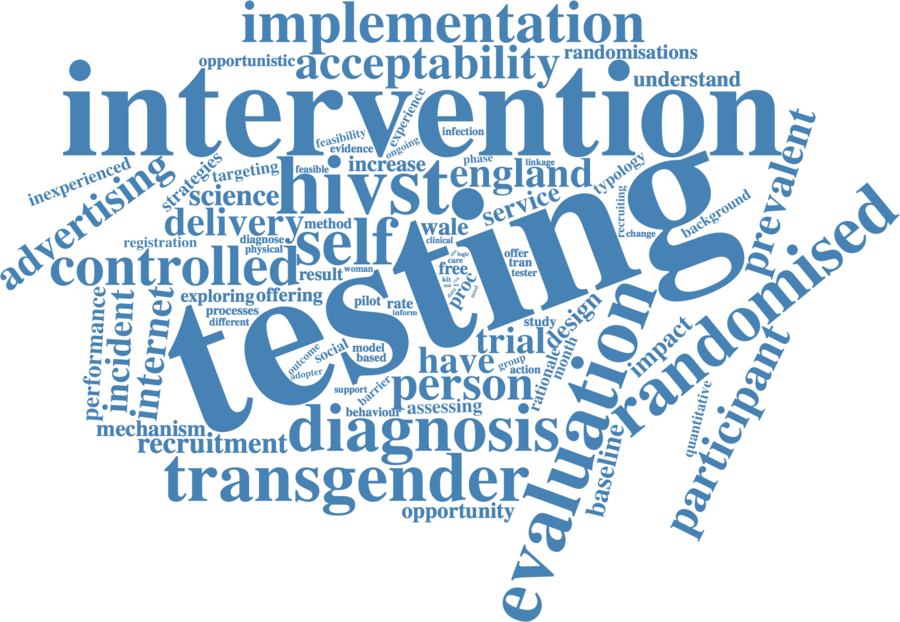 implementation
opportunistic
acceptability
randomisations
understand
intervention
experience
feasibility
evidence
ongoing
infection
prevalent
inexperienced
advertising
strategies
targeting
feasible
increase
phase
linkage
england
typology
science
hivst
service
recruiting
change
background
delivery
method
self
wale
clinical
testing
registration
diagnose
physical
controlled
result
woman
logic
care
free
kit
proc
offer
tran
tester
randomised
exploring
offering
processes
different
pilot
rate
inform
performance
incident
internet
study
design
trial
outcome
adopter
social
model
based
have
group
action
rationale
month
impact
evaluation
support
barrier
person
behaviour
assessing
mechanism
recruitment
diagnosis
baseline
quantitative
participant
transgender
opportunity